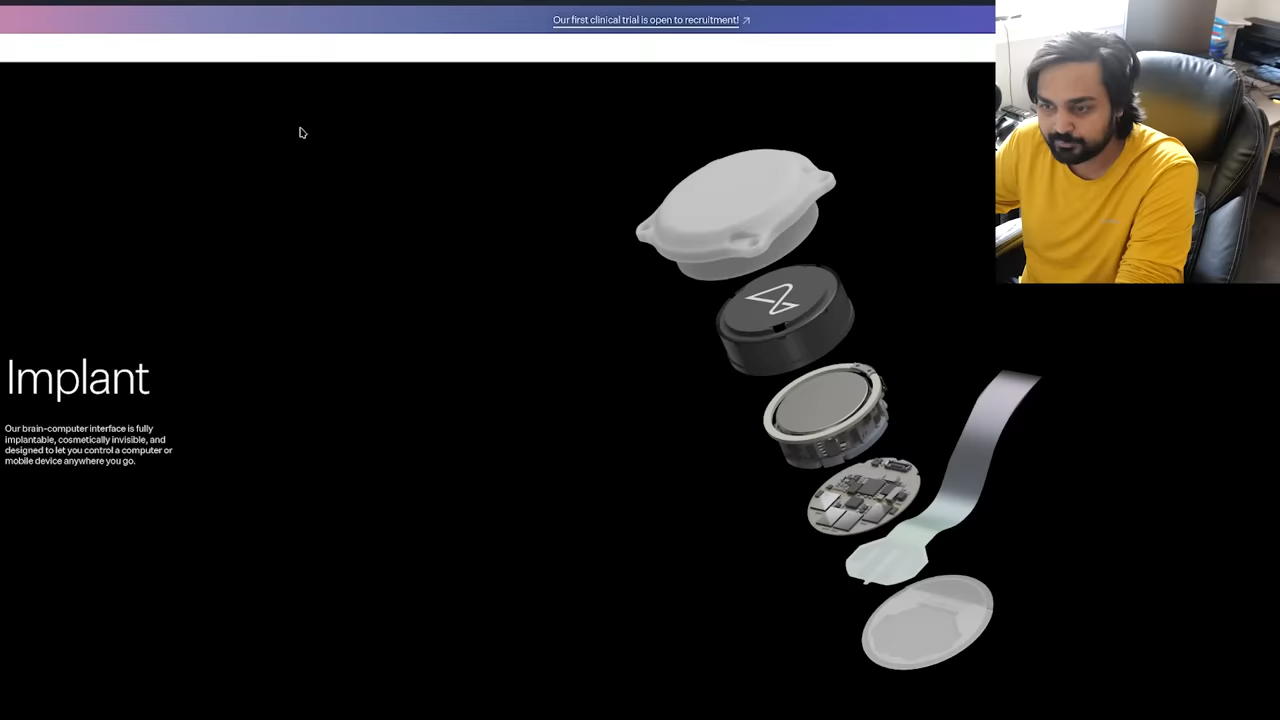 Our first clinical trial is open to recruitment!
Implant
Our brain-computer interface is fully
implantable, cosmetically invisible, and
designed to let you control a computer or
mobile device anywhere you go.